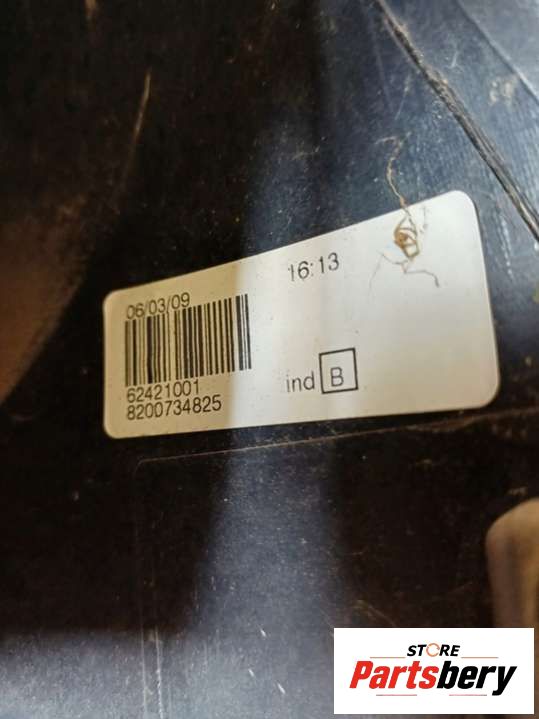 06/03/09
16:13
62421001
8200734825
ind B
STORE
Partsbery